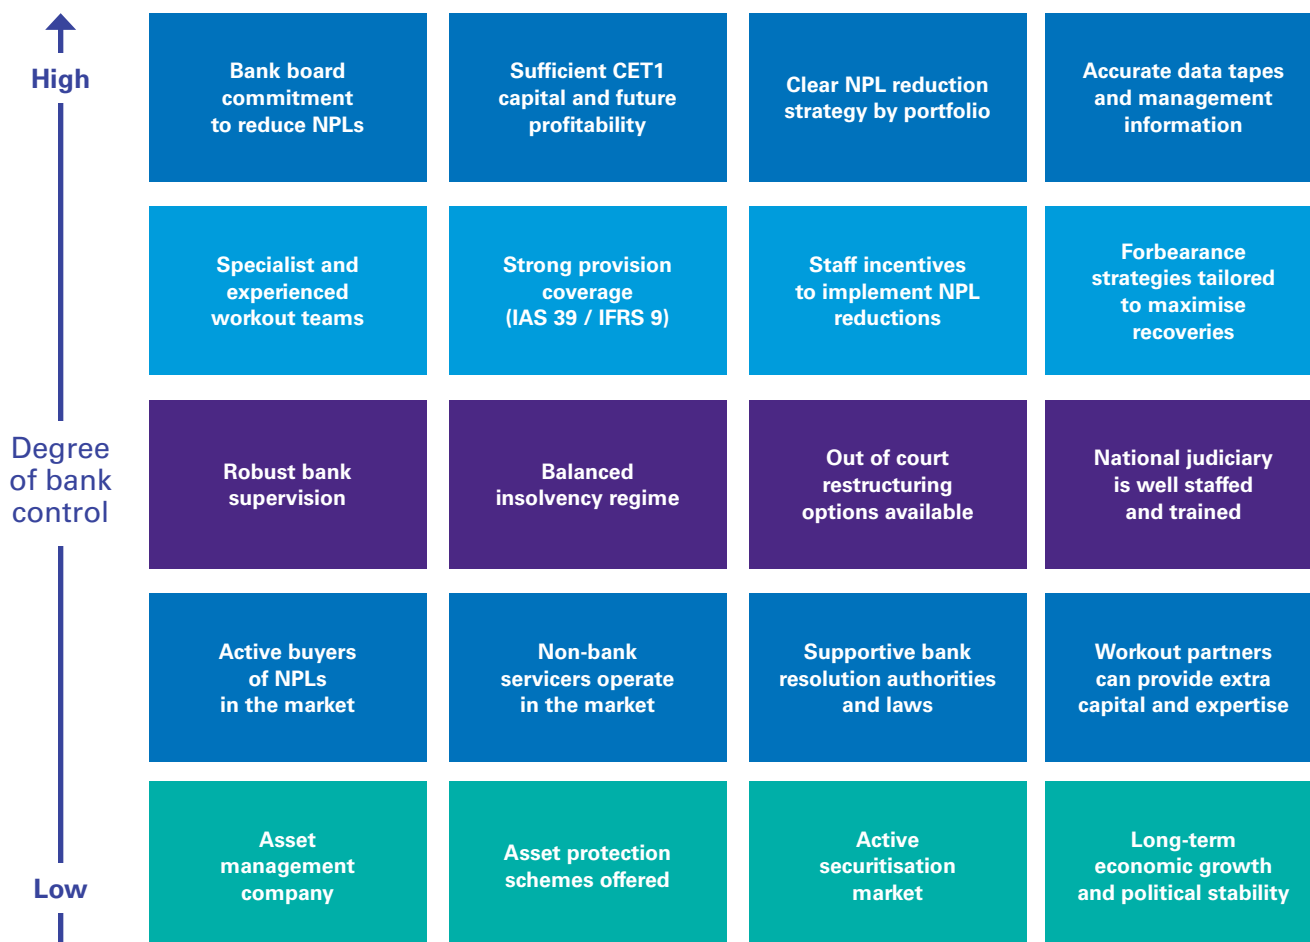 High
Bank board
commitment
to reduce NPLs
Sufficient CET1
capital and future
profitability
Clear NPL reduction
strategy by portfolio
Accurate data tapes
and management
information
Specialist and
experienced
workout teams
Strong provision
coverage
(IAS 39 / IFRS 9)
Staff incentives
to implement NPL
reductions
Forbearance
strategies tailored
to maximise
recoveries
Degree
of bank
control
Robust bank
supervision
Balanced
insolvency regime
Out of court
restructuring
options available
National judiciary
is well staffed
and trained
Active buyers
of NPLs
in the market
Non-bank
servicers operate
in the market
Supportive bank
resolution authorities
and laws
Workout partners
can provide extra
capital and expertise
Low
Asset
management
company
Asset protection
schemes offered
Active
securitisation
market
Long-term
economic growth
and political stability